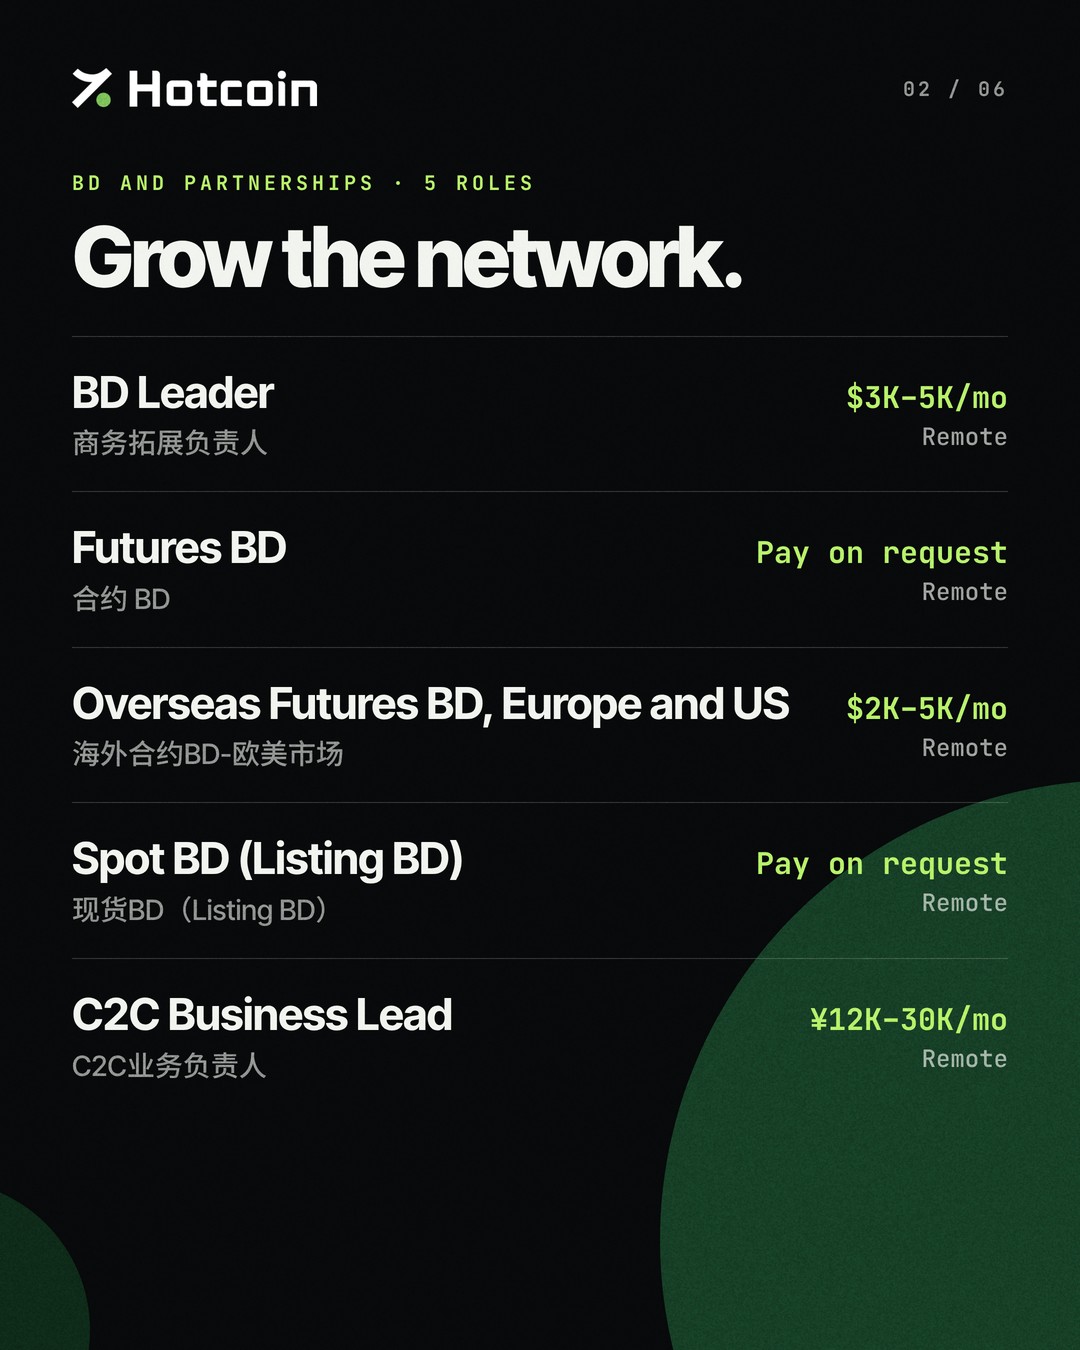 Hotcoin
02 / 06
BD AND PARTNERSHIPS · 5 ROLES
Grow the network.
BD Leader
$3K–5K/mo
商务拓展负责人
Remote
Futures BD
Pay on request
合约 BD
Remote
Overseas Futures BD, Europe and US
$2K–5K/mo
海外合约BD-欧美市场
Remote
Spot BD (Listing BD)
Pay on request
现货BD（Listing BD）
Remote
C2C Business Lead
¥12K–30K/mo
C2C业务负责人
Remote